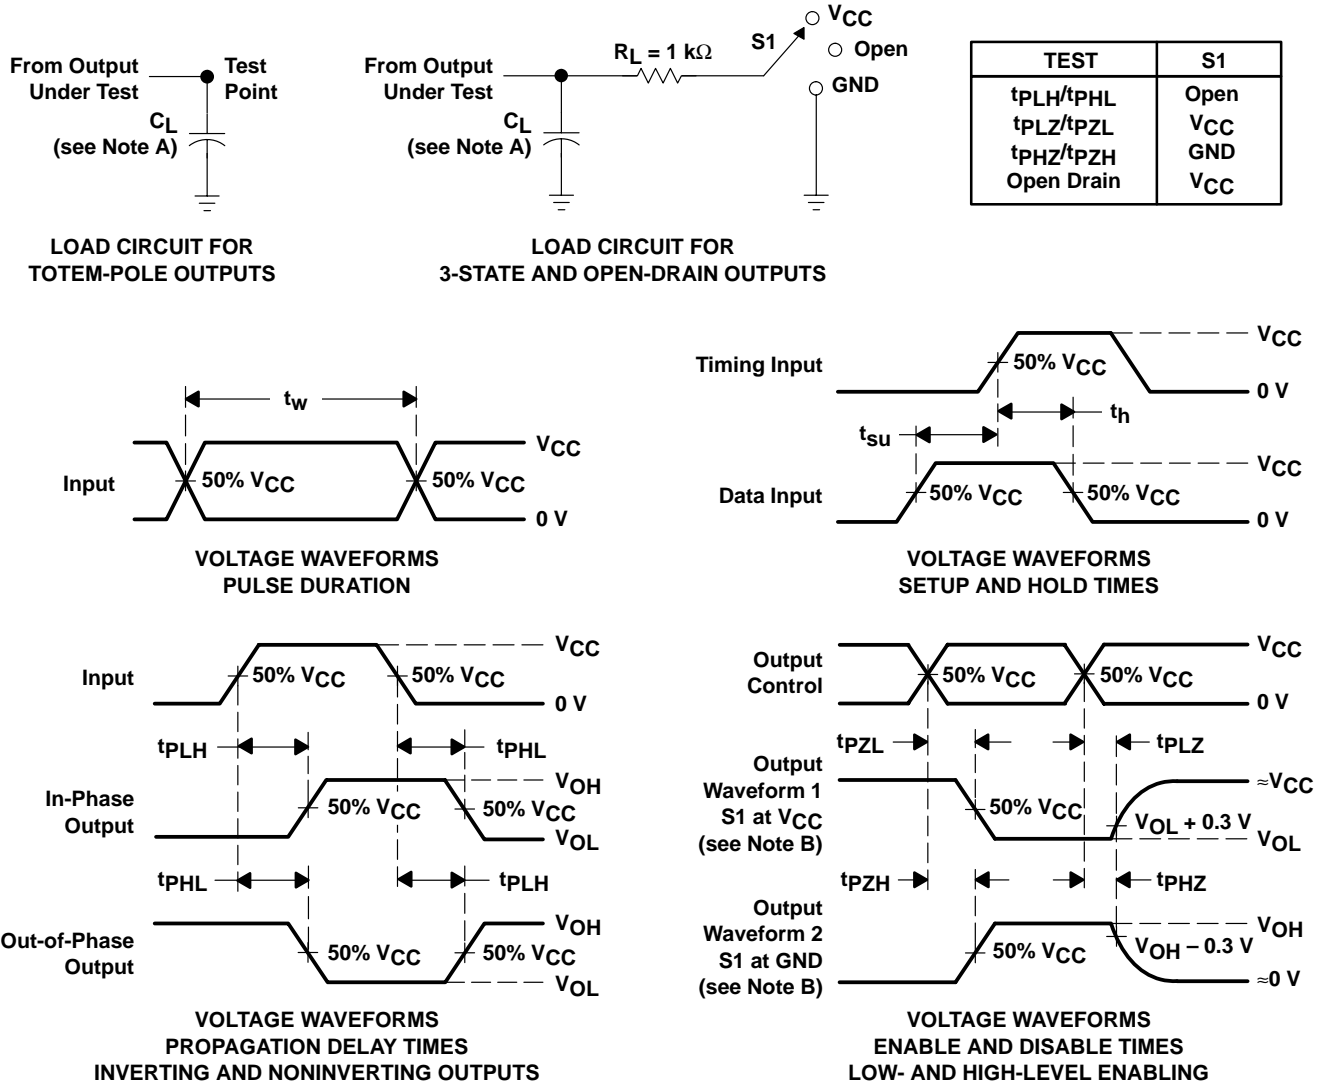 From Output
Under Test
Test
Point
CL
(see Note A)
LOAD CIRCUIT FOR
TOTEM-POLE OUTPUTS
From Output
Under Test
RL = 1 kΩ
S1
VCC
Open
GND
CL
(see Note A)
LOAD CIRCUIT FOR
3-STATE AND OPEN-DRAIN OUTPUTS
TEST S1
tPLH/tPHL Open
tPLZ/tPZL VCC
tPHZ/tPZH GND
Open Drain VCC
tw
Input
50% VCC
50% VCC
VCC
0 V
VOLTAGE WAVEFORMS
PULSE DURATION
Timing Input
50% VCC
VCC
0 V
th
tsu
Data Input
50% VCC
50% VCC
VCC
0 V
VOLTAGE WAVEFORMS
SETUP AND HOLD TIMES
Input
50% VCC
50% VCC
VCC
0 V
tPLH
tPHL
In-Phase
Output
50% VCC
50% VCC
VOH
VOL
tPHL
tPLH
Out-of-Phase
Output
50% VCC
50% VCC
VOH
VOL
VOLTAGE WAVEFORMS
PROPAGATION DELAY TIMES
INVERTING AND NONINVERTING OUTPUTS
Output
Control
50% VCC
50% VCC
VCC
0 V
tPZL
tPLZ
Output
Waveform 1
S1 at VCC
(see Note B)
50% VCC
VOL + 0.3 V
≈VCC
VOL
tPZH
tPHZ
Output
Waveform 2
S1 at GND
(see Note B)
50% VCC
VOH − 0.3 V
VOH
≈0 V
VOLTAGE WAVEFORMS
ENABLE AND DISABLE TIMES
LOW- AND HIGH-LEVEL ENABLING